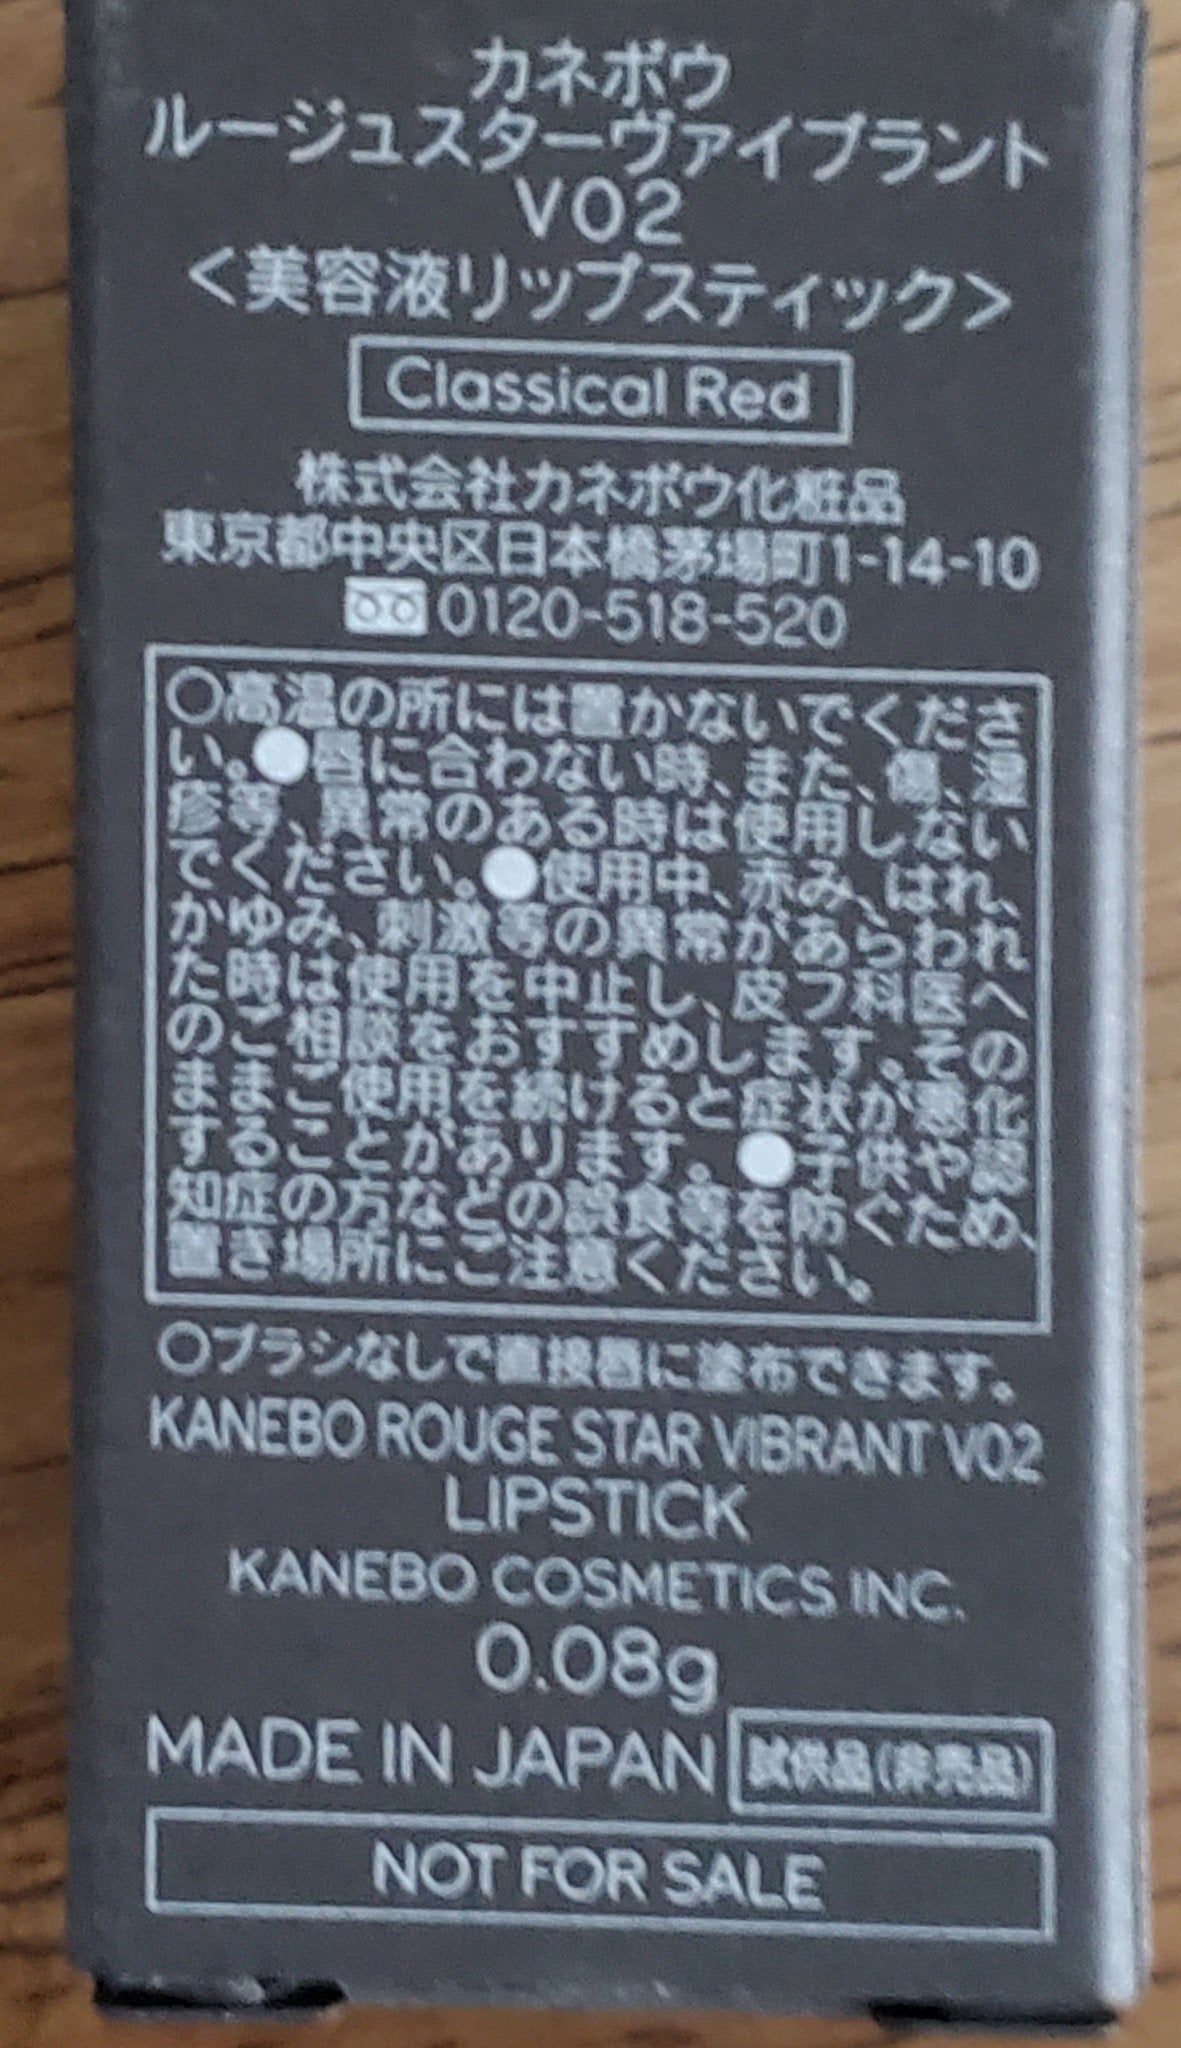 カネボウ
ルージュスターヴァイブラント
V02
＜美容液リップスティック＞
Classical Red
株式会社カネボウ化粧品
東京都中央区日本橋茅場町1-14-10
0120-518-520
○高温の所には置かないでくださ
い。●唇に合わない時、また、傷、湿
疹等、異常のある時は使用しない
でください。●使用中、赤み、はれ、
かゆみ、刺激等の異常があらわれ
た時は使用を中止し、皮フ科医へ
のご相談をおすすめします。その
ままご使用を続けると症状が悪化
することがあります。●子供や認
知症の方などの誤食等を防ぐため、
置き場所にご注意ください。
○ブラシなしで直接唇に塗布できます。
KANEBO ROUGE STAR VIBRANT V02
LIPSTICK
KANEBO COSMETICS INC.
0.08g
MADE IN JAPAN 試供品(非売品)
NOT FOR SALE